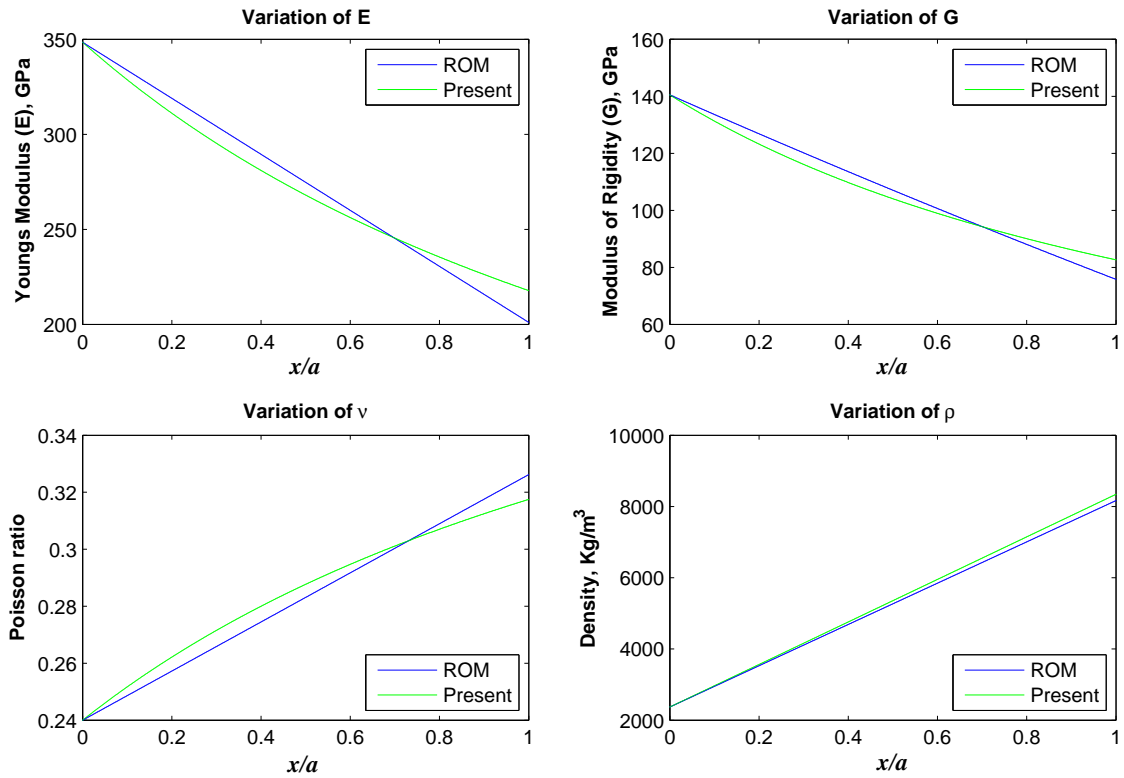 Variation of E
350
300
250
200
Youngs Modulus (E), GPa
ROM
Present
0
0.2
0.4
0.6
0.8
1
x/a
Variation of G
160
140
120
100
80
60
Modulus of Rigidity (G), GPa
ROM
Present
0
0.2
0.4
0.6
0.8
1
x/a
Variation of ν
0.34
0.32
0.3
0.28
0.26
0.24
Poisson ratio
ROM
Present
0
0.2
0.4
0.6
0.8
1
x/a
Variation of ρ
10000
8000
6000
4000
2000
Density, Kg/m³
ROM
Present
0
0.2
0.4
0.6
0.8
1
x/a